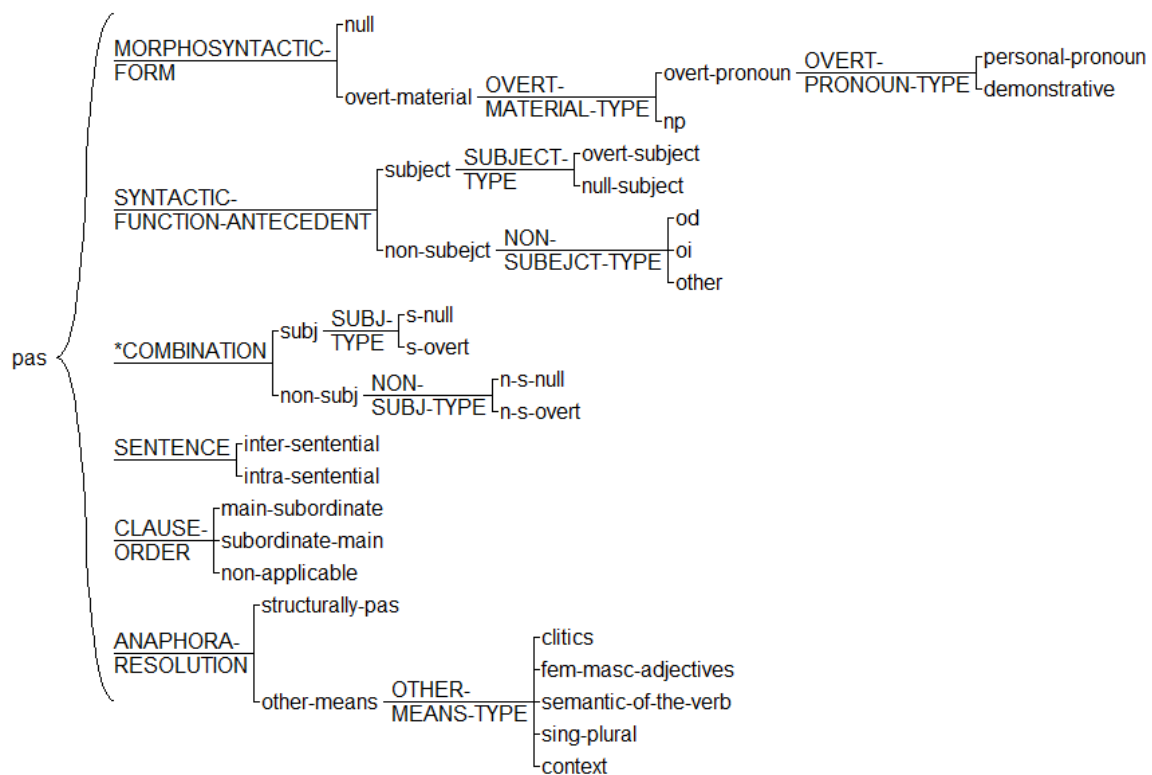 null
MORPHOSYNTACTIC-
FORM
overt-material
OVERT-
MATERIAL-TYPE
overt-pronoun
OVERT-
PRONOUN-TYPE
personal-pronoun
demonstrative
np
SYNTACTIC-
FUNCTION-ANTECEDENT
subject
SUBJECT-
TYPE
overt-subject
null-subject
non-subejct
NON-
SUBEJCT-TYPE
od
oi
other
pas
*COMBINATION
subj
SUBJ-
TYPE
s-null
s-overt
non-subj
NON-
SUBJ-TYPE
n-s-null
n-s-overt
SENTENCE
inter-sentential
intra-sentential
CLAUSE-
ORDER
main-subordinate
subordinate-main
non-applicable
ANAPHORA-
RESOLUTION
structurally-pas
other-means
OTHER-
MEANS-TYPE
clitics
fem-masc-adjectives
semantic-of-the-verb
sing-plural
context